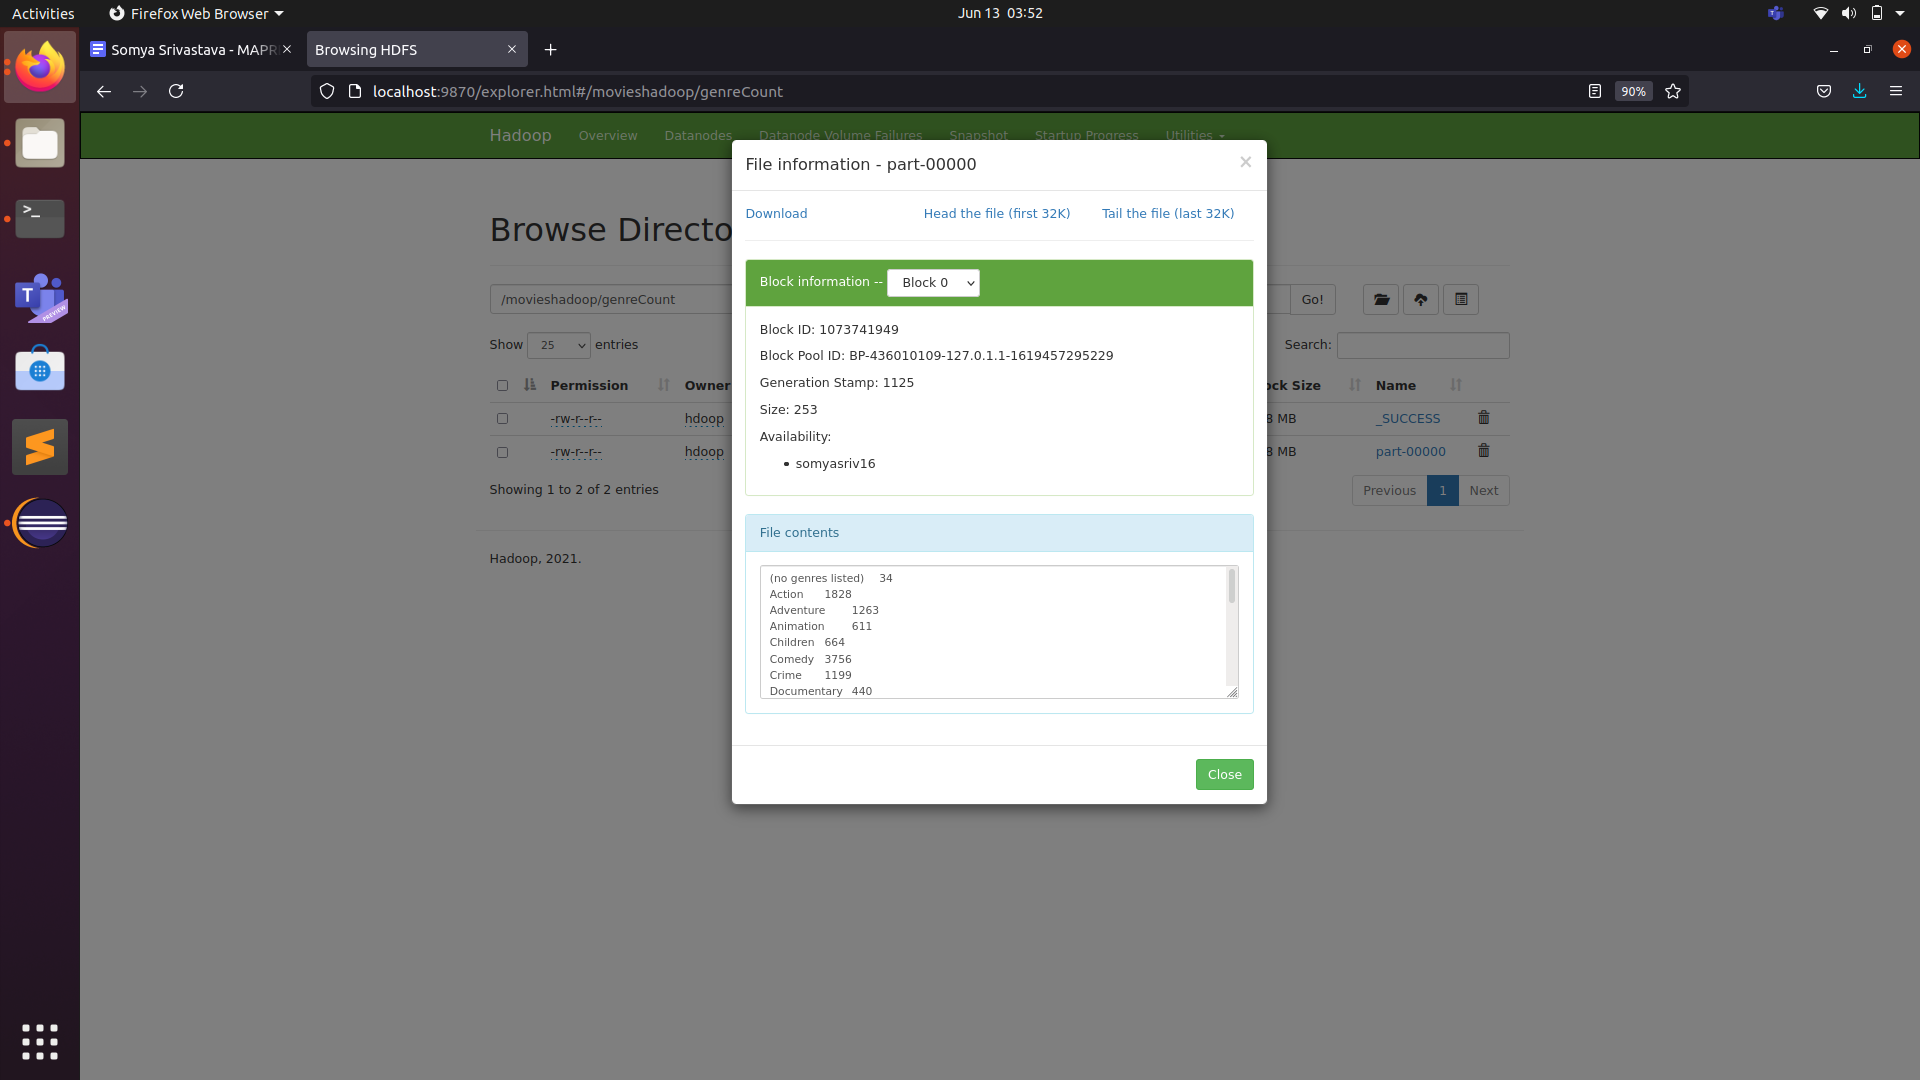 Activities
Firefox Web Browser
Jun 13 03:52
Somya Srivastava - MAPR
Browsing HDFS
localhost:9870/explorer.html#/movieshadoop/genreCount
90%
Hadoop Overview Datanodes Datanode Volume Failures Snapshot Startup Progress Utilities
File information - part-00000
×
Download Head the file (first 32K) Tail the file (last 32K)
Browse Directo
Block information -- Block 0
/movieshadoop/genreCount
Go!
Block ID: 1073741949
Show 25 entries
Search:
Block Pool ID: BP-436010109-127.0.1.1-1619457295229
Generation Stamp: 1125
Permission Owner ock Size Name
Size: 253
-rw-r--r-- hdoop 8 MB _SUCCESS
Availability:
-rw-r--r-- hdoop 8 MB part-00000
somyasriv16
Showing 1 to 2 of 2 entries
Previous 1 Next
File contents
Hadoop, 2021.
(no genres listed) 34
Action 1828
Adventure 1263
Animation 611
Children 664
Comedy 3756
Crime 1199
Documentary 440
Close
T
PREVIEW
>_